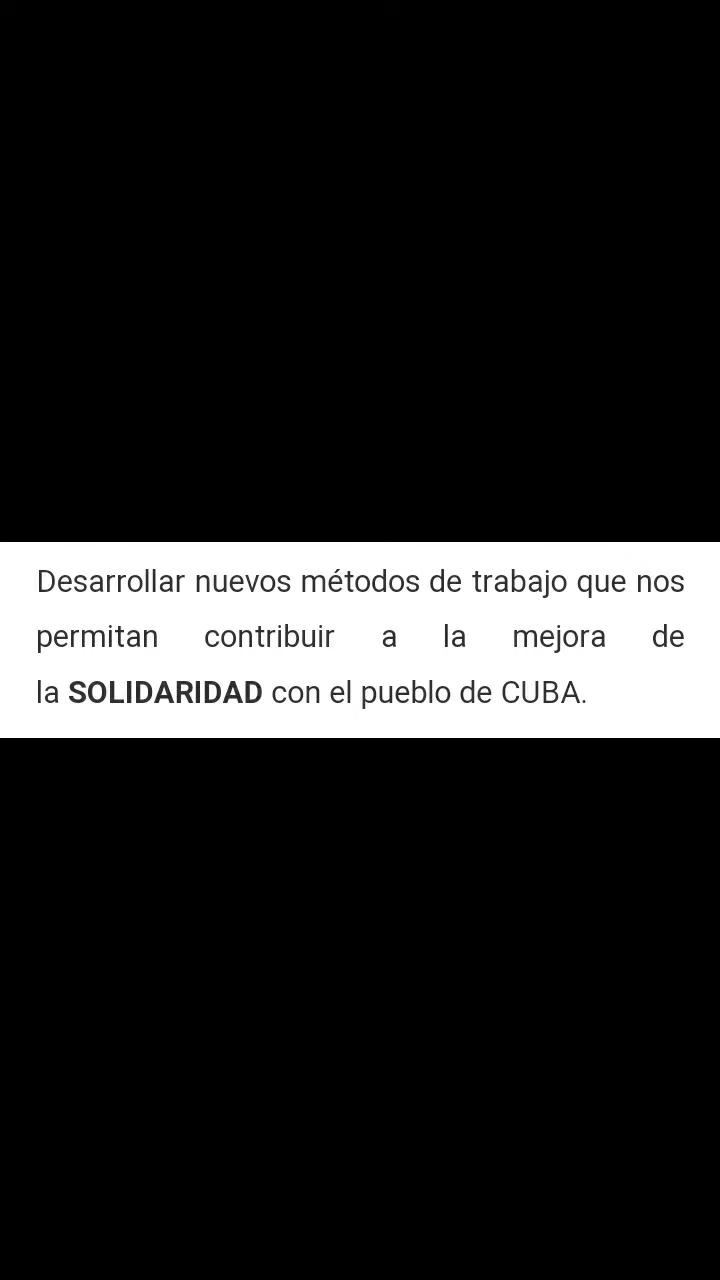 Desarrollar nuevos métodos de trabajo que nos
permitan contribuir a la mejora de
la SOLIDARIDAD con el pueblo de CUBA.